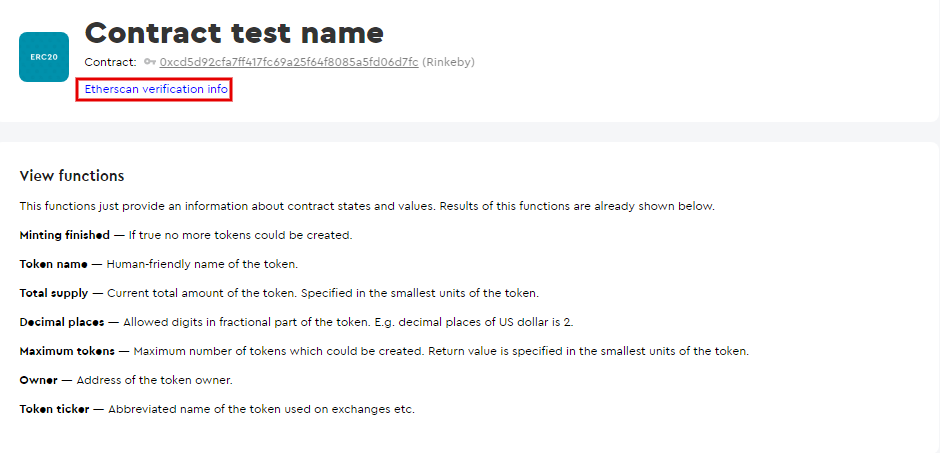 Contract test name
ERC20
Contract: 0xcd5d92cfa7ff417fc69a25f64f8085a5fd06d7fc (Rinkeby)
Etherscan verification info
View functions
This functions just provide an information about contract states and values. Results of this functions are already shown below.
Minting finished — If true no more tokens could be created.
Token name — Human-friendly name of the token.
Total supply — Current total amount of the token. Specified in the smallest units of the token.
Decimal places — Allowed digits in fractional part of the token. E.g. decimal places of US dollar is 2.
Maximum tokens — Maximum number of tokens which could be created. Return value is specified in the smallest units of the token.
Owner — Address of the token owner.
Token ticker — Abbreviated name of the token used on exchanges etc.